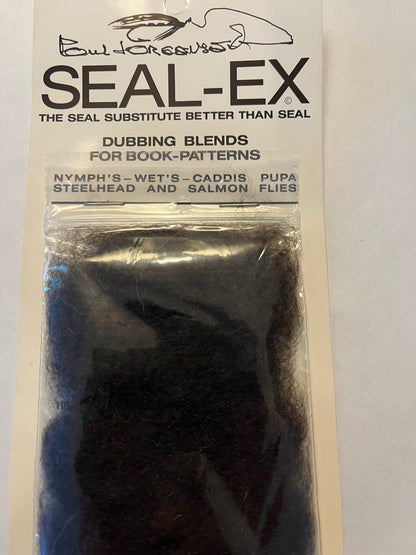 Poul Jorgensen
SEAL-EX©
THE SEAL SUBSTITUTE BETTER THAN SEAL
DUBBING BLENDS
FOR BOOK-PATTERNS
NYMPH'S-WET'S-CADDIS PUPA
STEELHEAD AND SALMON FLIES